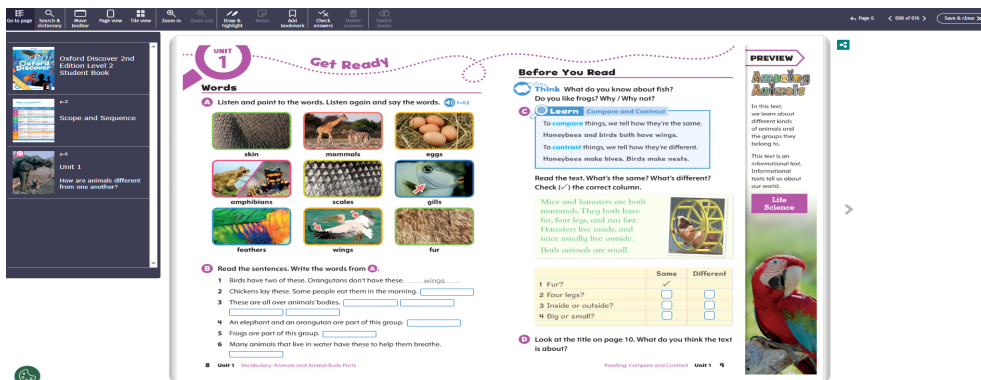 Go to page
Search & dictionary
Move toolbar
Page view
Tile view
Zoom in
Zoom out
Draw & highlight
Notes
Add bookmark
Check answers
Delete answers
Switch books
Page 6
008 of 016
Save & close
Oxford Discover 2nd
Edition Level 2
Student Book
p.2
Scope and Sequence
p.6
Unit 1
How are animals different
from one another?
UNIT
1
Get Ready
Words
A Listen and point to the words. Listen again and say the words. 1•02
skin
mammals
eggs
amphibians
scales
gills
feathers
wings
fur
B Read the sentences. Write the words from A.
1 Birds have two of these. Orangutans don't have these. wings
2 Chickens lay these. Some people eat them in the morning.
3 These are all over animals' bodies.
4 An elephant and an orangutan are part of this group.
5 Frogs are part of this group.
6 Many animals that live in water have these to help them breathe.
8 Unit 1 Vocabulary: Animals and Animal Body Parts
Before You Read
Think What do you know about fish?
Do you like frogs? Why / Why not?
C Learn Compare and Contrast
To compare things, we tell how they're the same.
Honeybees and birds both have wings.
To contrast things, we tell how they're different.
Honeybees make hives. Birds make nests.
Read the text. What's the same? What's different?
Check (✓) the correct column.
Mice and hamsters are both
mammals. They both have
fur, four legs, and run fast.
Hamsters live inside, and
mice usually live outside.
Both animals are small.
Same Different
1 Fur? ✓
2 Four legs?
3 Inside or outside?
4 Big or small?
D Look at the title on page 10. What do you think the text
is about?
Reading: Compare and Contrast Unit 1 9
PREVIEW
Amazing
Animals
In this text,
we learn about
different kinds
of animals and
the groups they
belong to.
This text is an
informational text.
Informational
texts tell us about
our world.
Life
Science